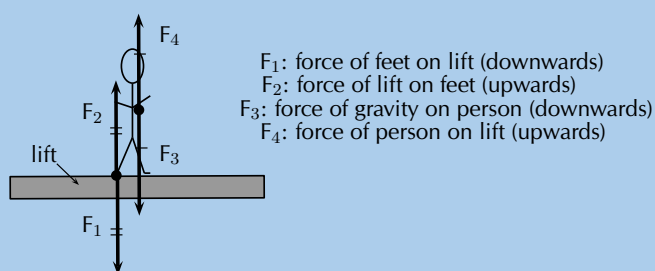 F₄
F₁: force of feet on lift (downwards)
F₂: force of lift on feet (upwards)
F₃: force of gravity on person (downwards)
F₄: force of person on lift (upwards)
F₂
F₃
lift
F₁